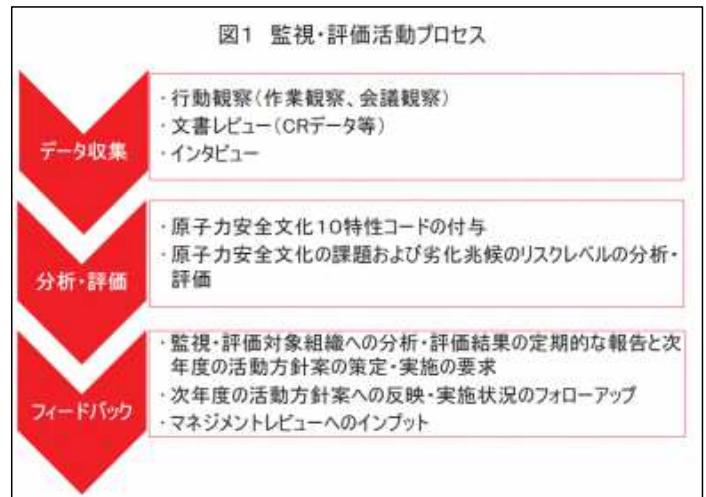 図1　監視・評価活動プロセス
データ収集
・行動観察（作業観察、会議観察）
・文書レビュー（CRデータ等）
・インタビュー
分析・評価
・原子力安全文化１０特性コードの付与
・原子力安全文化の課題および劣化兆候のリスクレベルの分析・
評価
フィードバック
・監視・評価対象組織への分析・評価結果の定期的な報告と次
年度の活動方針案の策定・実施の要求
・次年度の活動方針案への反映・実施状況のフォローアップ
・マネジメントレビューへのインプット